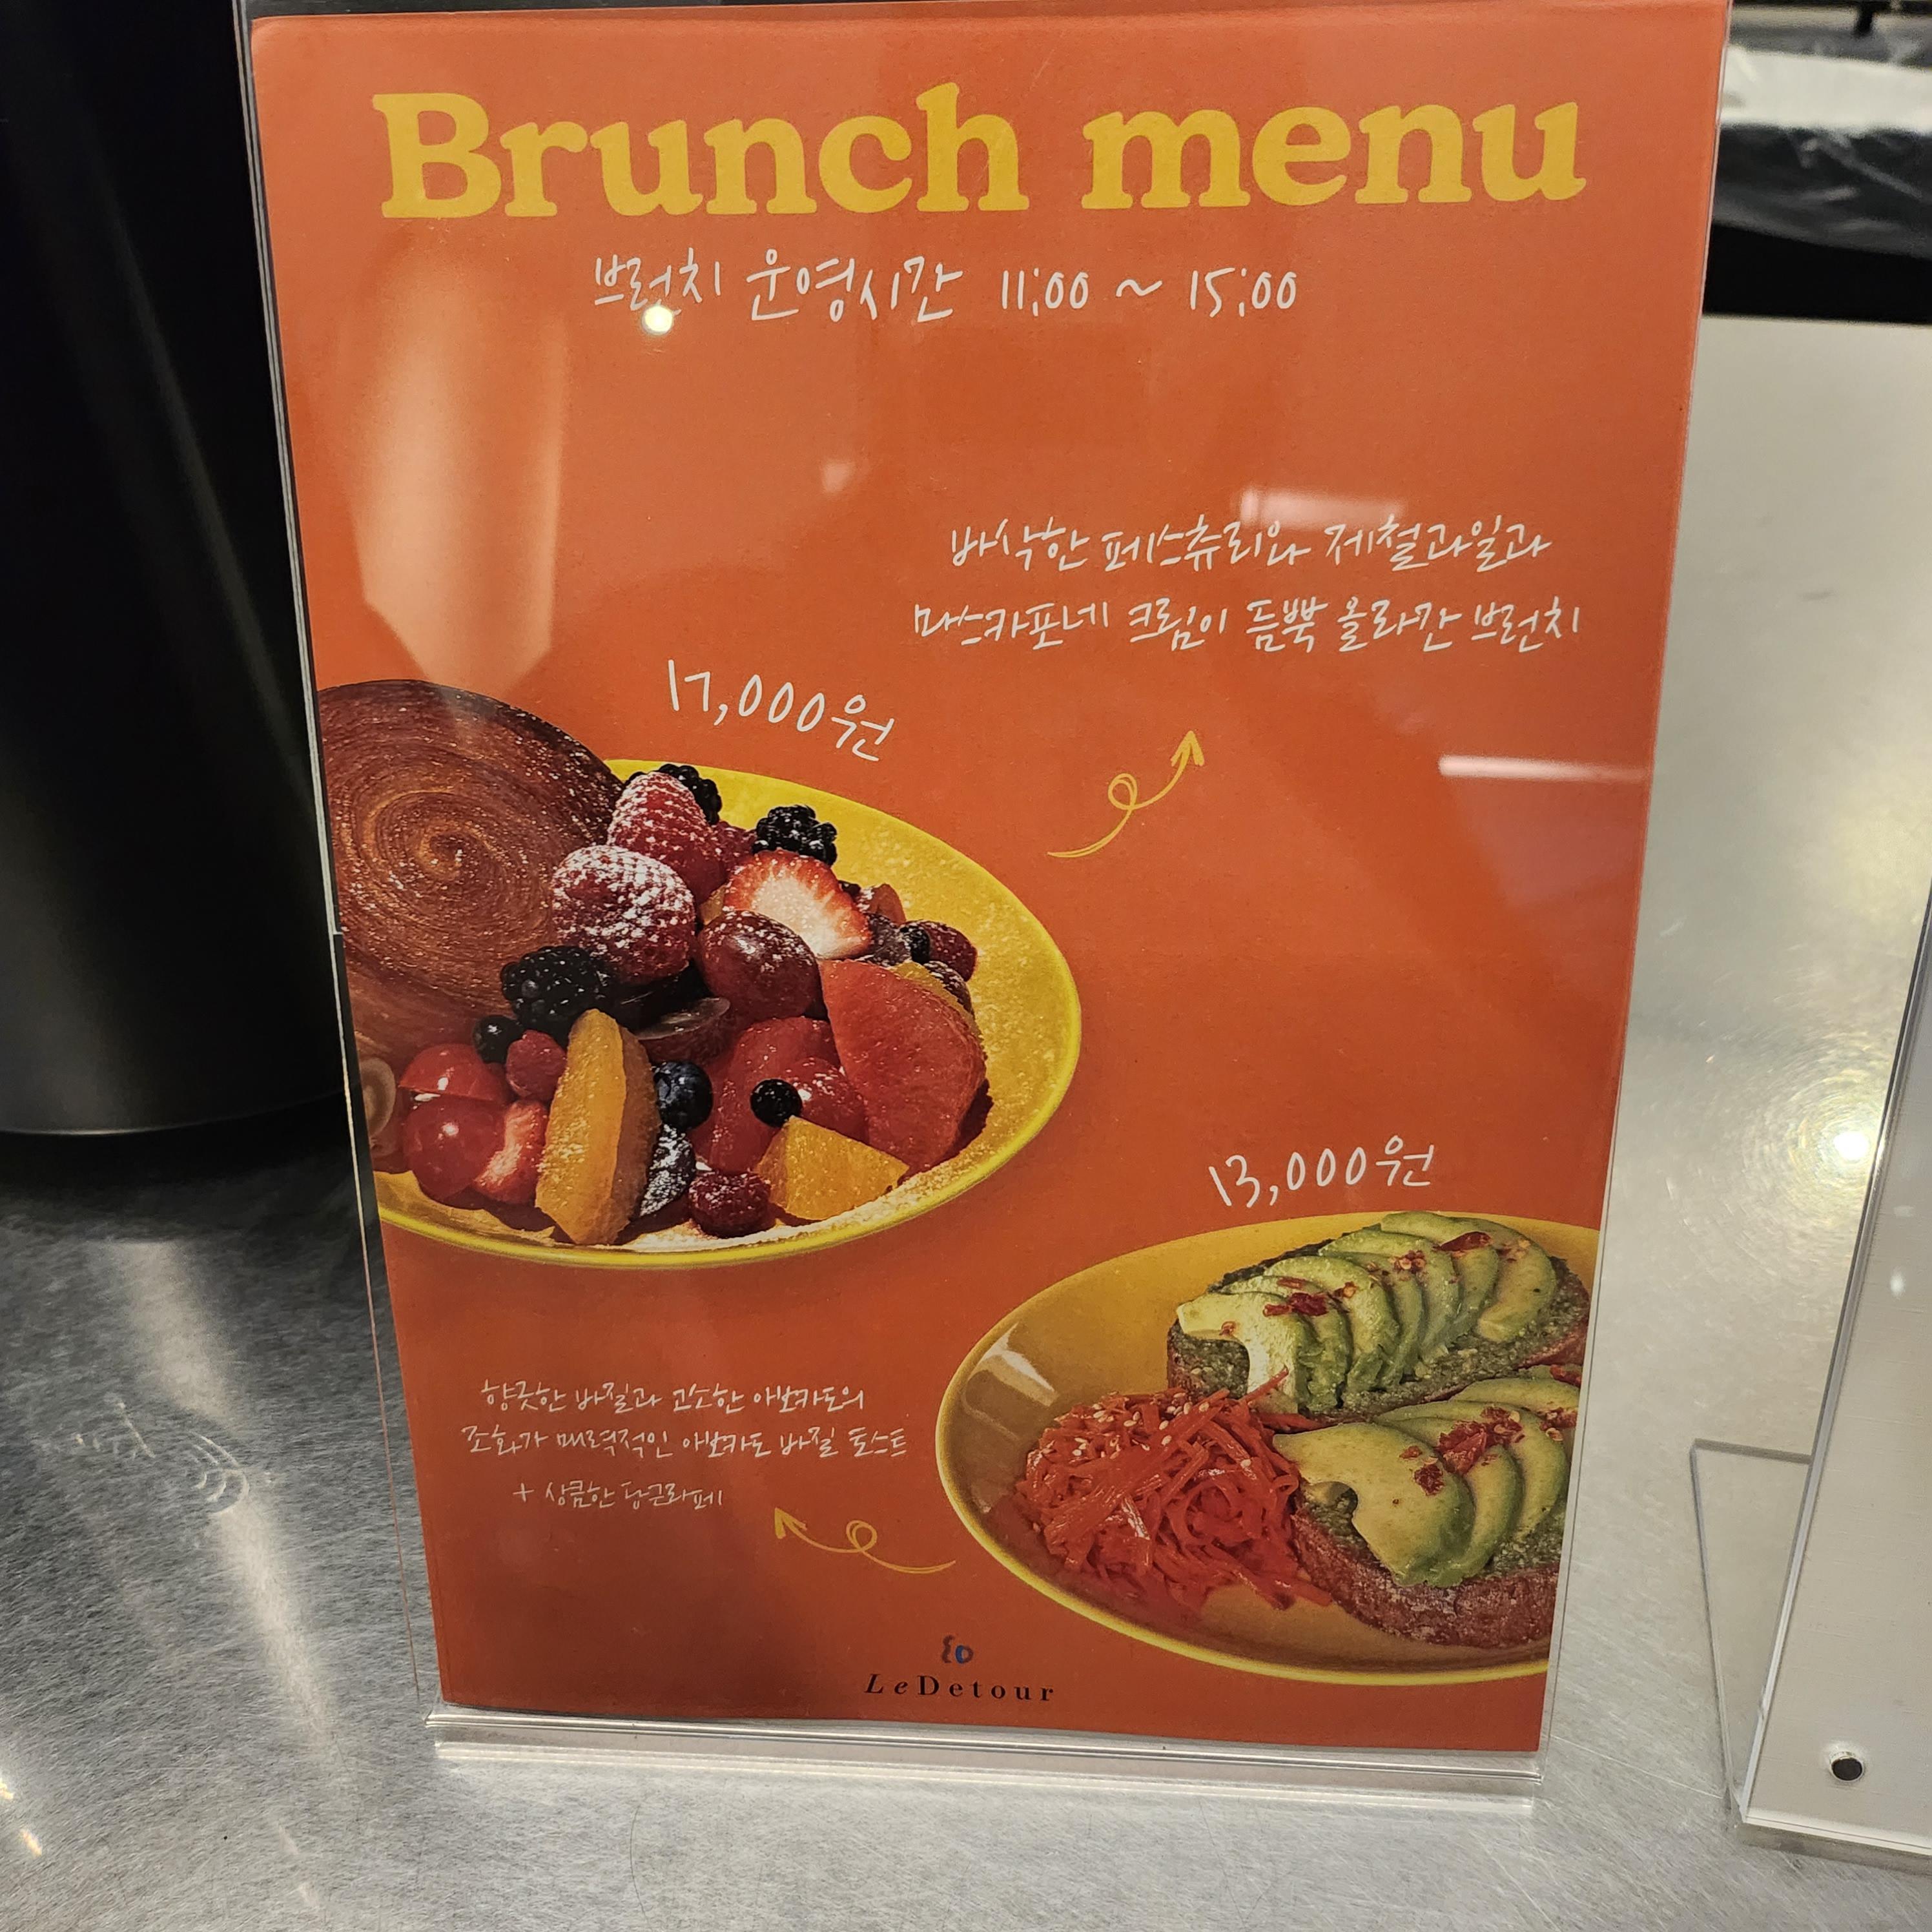 Brunch menu
브런치 운영시간 11:00 ~ 15:00
바삭한 페스츄리와 제철과일과
마스카포네 크림이 듬뿍 올라간 브런치
17,000원
13,000원
향긋한 바질과 고소한 아보카도의
조화가 매력적인 아보카도 바질 토스트
+ 상큼한 당근라페
LeDetour